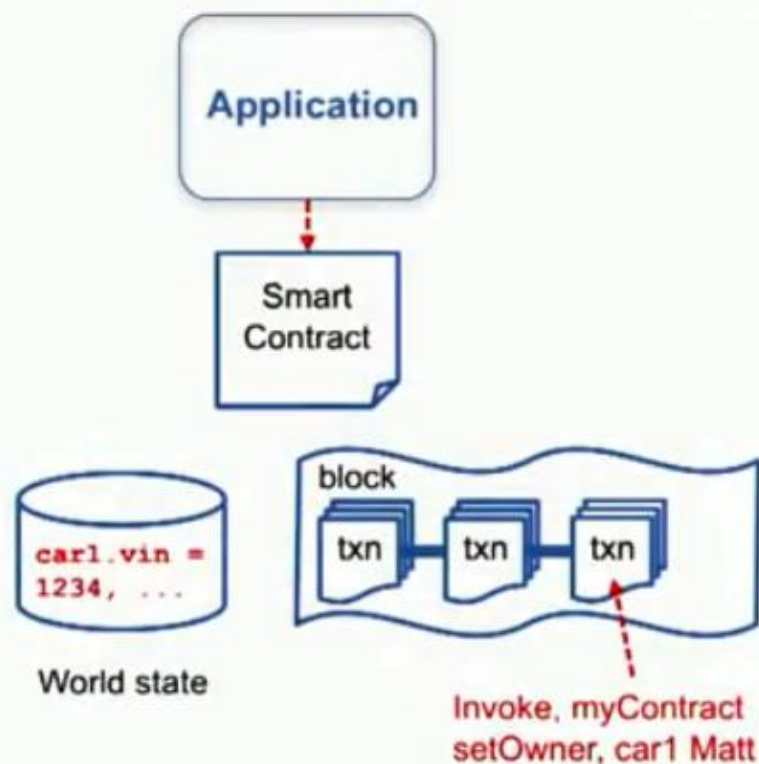 Application
Smart
Contract
block
txn
txn
txn
car1.vin =
1234, ...
World state
Invoke, myContract
setOwner, car1 Matt